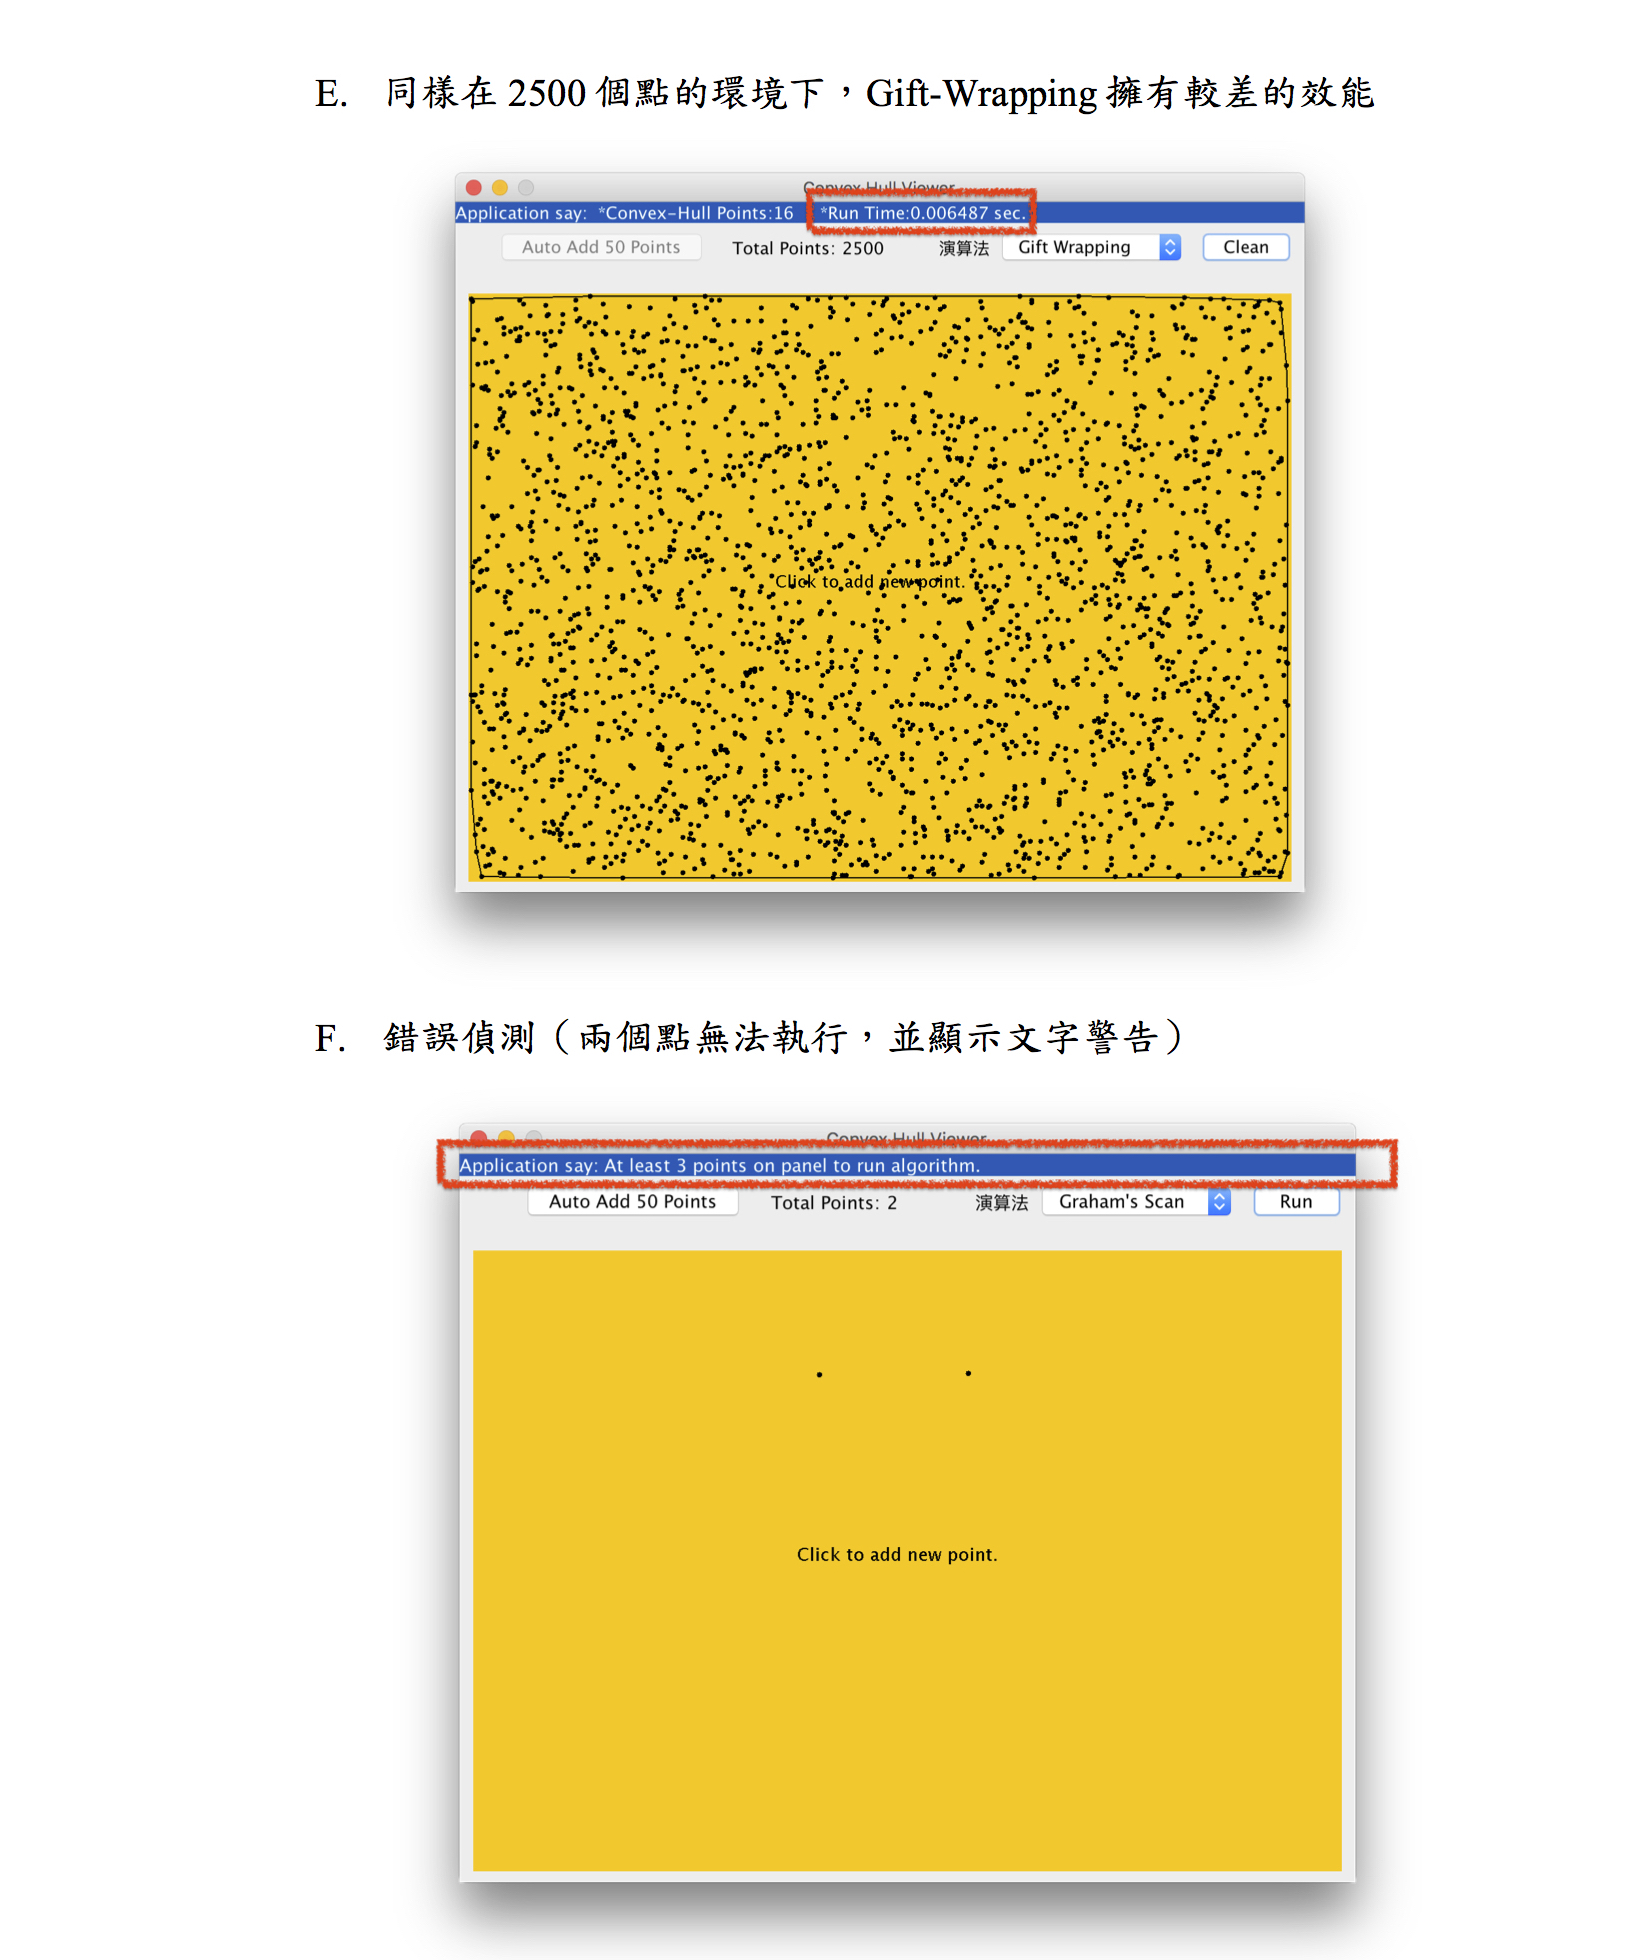 E. 同樣在 2500 個點的環境下，Gift-Wrapping 擁有較差的效能
Convex Hull Viewer
Application say: *Convex-Hull Points:16 *Run Time:0.006487 sec.
Auto Add 50 Points Total Points: 2500 演算法 Gift Wrapping Clean
Click to add new point.
F. 錯誤偵測（兩個點無法執行，並顯示文字警告）
Convex Hull Viewer
Application say: At least 3 points on panel to run algorithm.
Auto Add 50 Points Total Points: 2 演算法 Graham's Scan Run
Click to add new point.